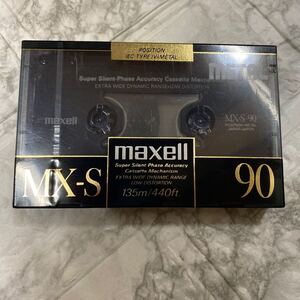 POSITION
IEC TYPE IV•METAL
Super Silent-Phase Accuracy Cassette Mechanism
EXTRA WIDE DYNAMIC RANGE•LOW DISTORTION
MX-S 90
maxell
Super Silent Phase Accuracy
Cassette Mechanism
EXTRA WIDE DYNAMIC RANGE
LOW DISTORTION
MX-S
135m/440ft.
90